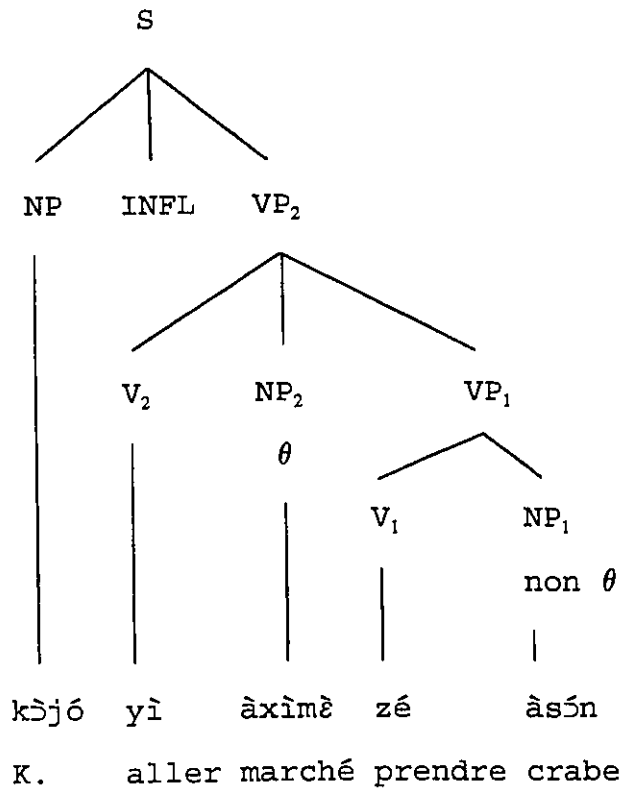 S
NP INFL VP₂
V₂ NP₂ VP₁
θ
V₁ NP₁
non θ
kɔ̀jó yì àxìmɛ̀ zé àsɔ́n
K. aller marché prendre crabe